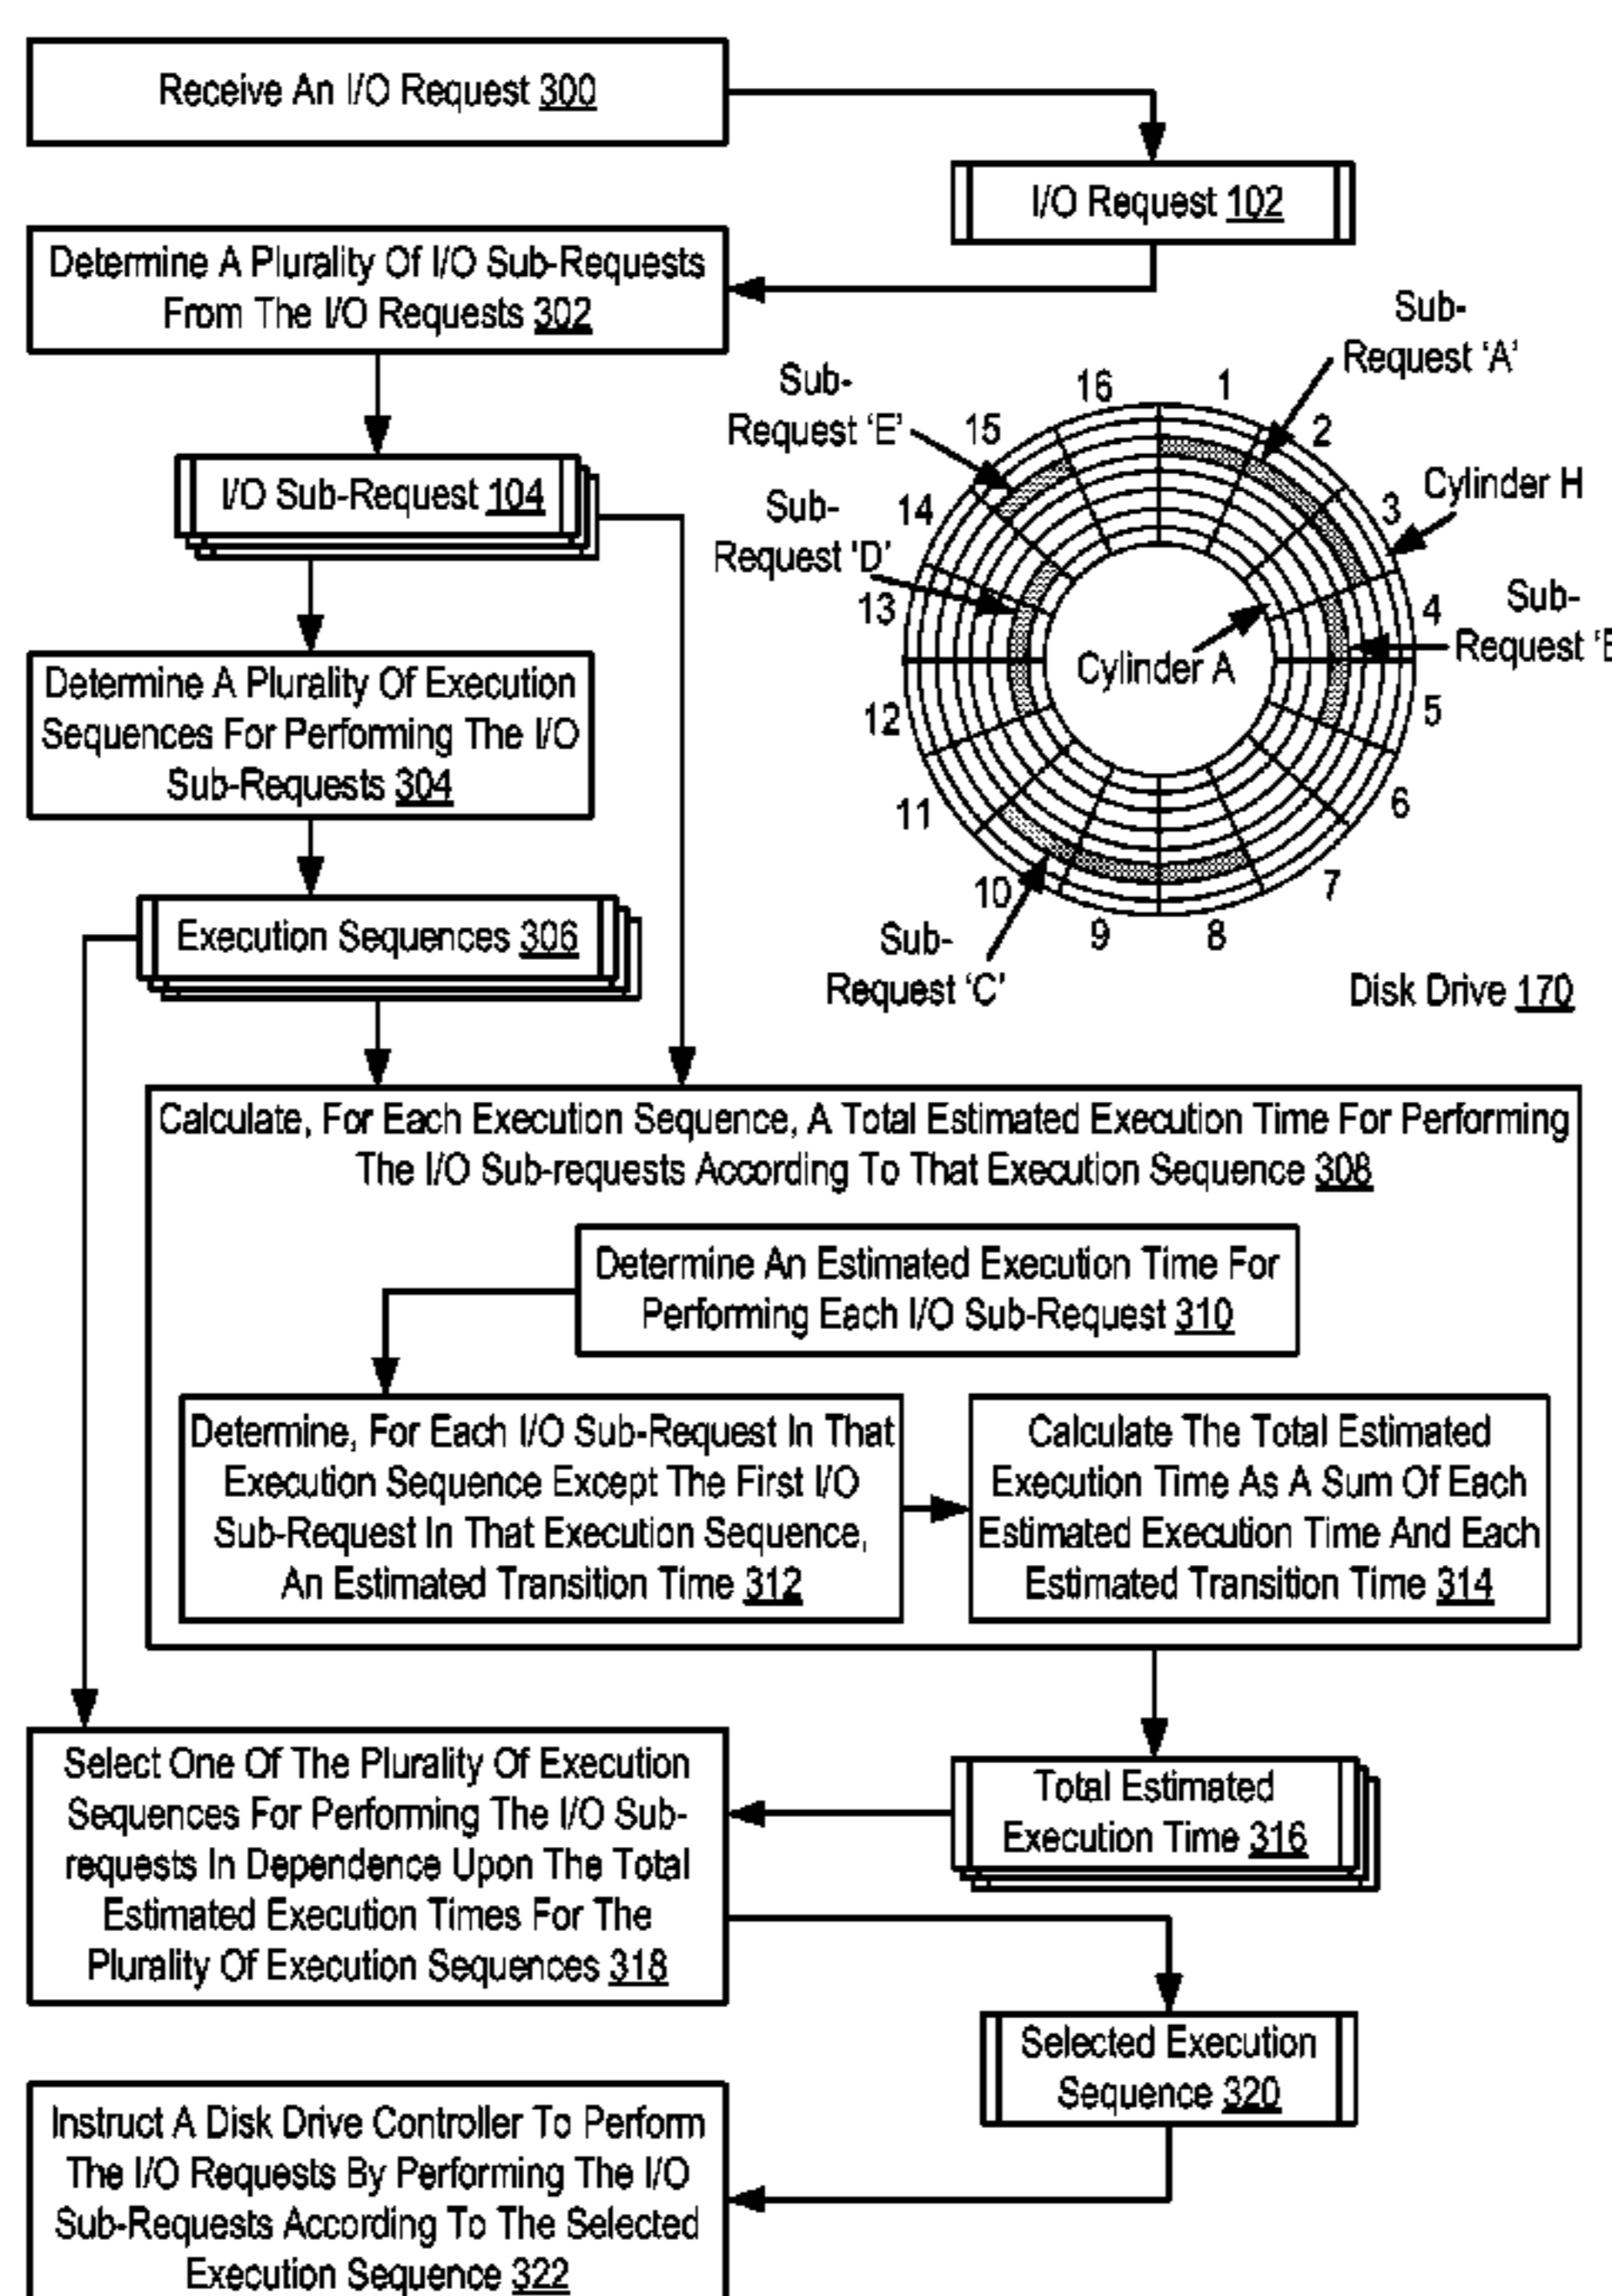 Receive An I/O Request 300
I/O Request 102
Determine A Plurality Of I/O Sub-Requests
From The I/O Requests 302
I/O Sub-Request 104
Determine A Plurality Of Execution
Sequences For Performing The I/O
Sub-Requests 304
Execution Sequences 306
Sub-
Request ‘A’
Sub-
Request ‘E’
Sub-
Request ‘D’
Cylinder H
Sub-
Request ‘B
Cylinder A
Sub-
Request ‘C’
1
2
3
4
5
6
7
8
9
10
11
12
13
14
15
16
Disk Drive 170
Calculate, For Each Execution Sequence, A Total Estimated Execution Time For Performing
The I/O Sub-requests According To That Execution Sequence 308
Determine An Estimated Execution Time For
Performing Each I/O Sub-Request 310
Determine, For Each I/O Sub-Request In That
Execution Sequence Except The First I/O
Sub-Request In That Execution Sequence,
An Estimated Transition Time 312
Calculate The Total Estimated
Execution Time As A Sum Of Each
Estimated Execution Time And Each
Estimated Transition Time 314
Select One Of The Plurality Of Execution
Sequences For Performing The I/O Sub-
requests In Dependence Upon The Total
Estimated Execution Times For The
Plurality Of Execution Sequences 318
Total Estimated
Execution Time 316
Selected Execution
Sequence 320
Instruct A Disk Drive Controller To Perform
The I/O Requests By Performing The I/O
Sub-Requests According To The Selected
Execution Sequence 322